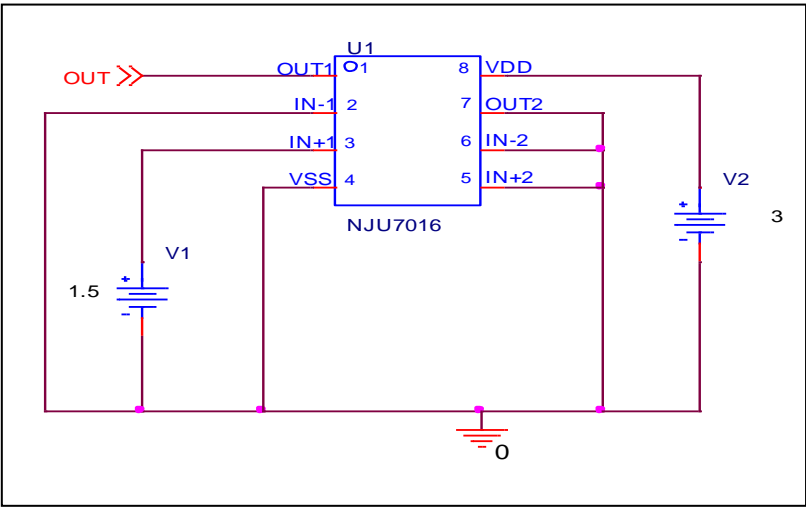 U1
OUT
OUT1
1
8
VDD
IN-1
2
7
OUT2
IN+1
3
6
IN-2
VSS
4
5
IN+2
NJU7016
V2
+
3
-
V1
+
1.5
-
0